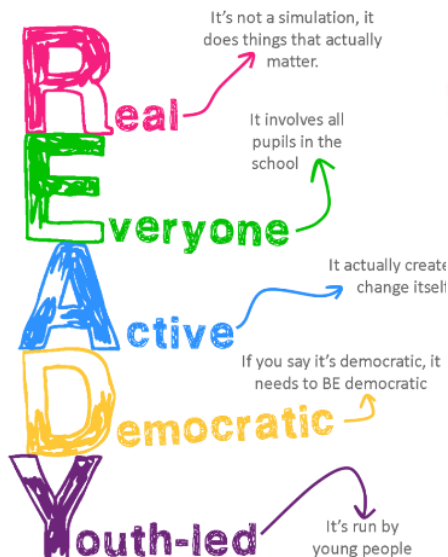 It's not a simulation, it
does things that actually
matter.
Real
It involves all
pupils in the
school
Everyone
It actually create
change itself
Active
If you say it's democratic, it
needs to BE democratic
Democratic
Youth-led
It's run by
young people